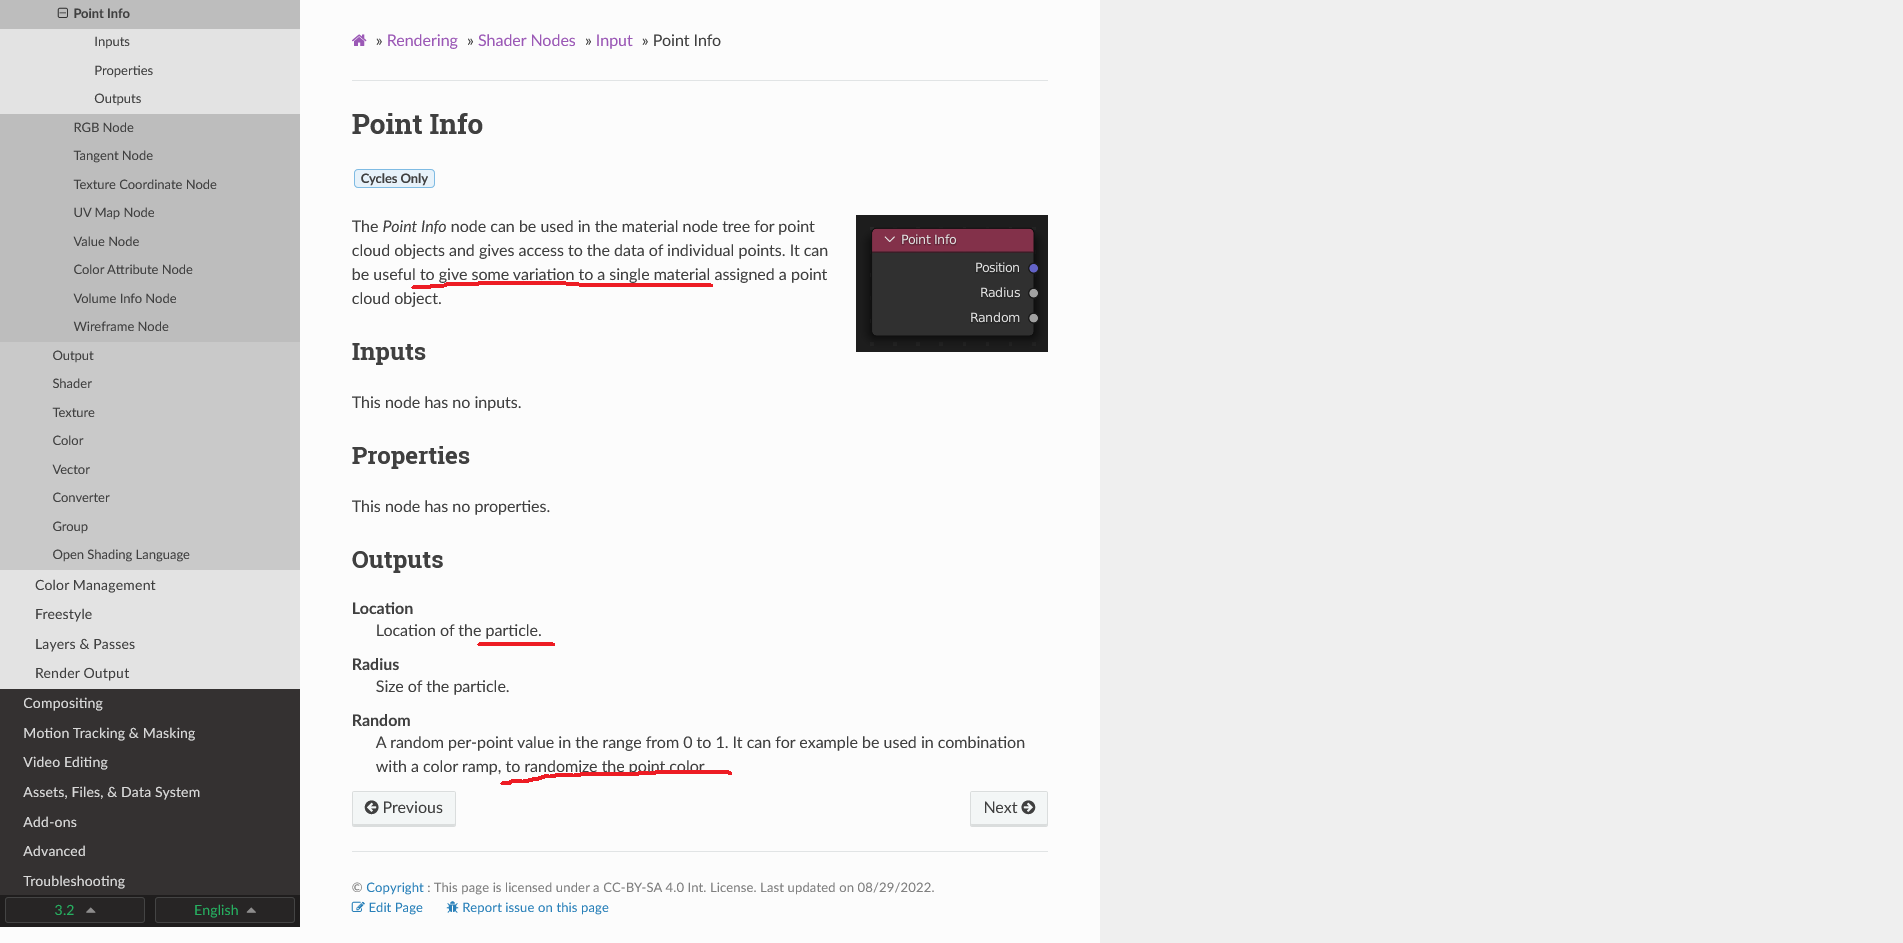 Point Info
Inputs
Properties
Outputs
RGB Node
Tangent Node
Texture Coordinate Node
UV Map Node
Value Node
Color Attribute Node
Volume Info Node
Wireframe Node
Output
Shader
Texture
Color
Vector
Converter
Group
Open Shading Language
Color Management
Freestyle
Layers & Passes
Render Output
Compositing
Motion Tracking & Masking
Video Editing
Assets, Files, & Data System
Add-ons
Advanced
Troubleshooting
3.2
English
» Rendering » Shader Nodes » Input » Point Info
Point Info
Cycles Only
The Point Info node can be used in the material node tree for point
cloud objects and gives access to the data of individual points. It can
be useful to give some variation to a single material assigned a point
cloud object.
Point Info
Position
Radius
Random
Inputs
This node has no inputs.
Properties
This node has no properties.
Outputs
Location
Location of the particle.
Radius
Size of the particle.
Random
A random per-point value in the range from 0 to 1. It can for example be used in combination
with a color ramp, to randomize the point color
Previous
Next
© Copyright : This page is licensed under a CC-BY-SA 4.0 Int. License. Last updated on 08/29/2022.
Edit Page Report issue on this page